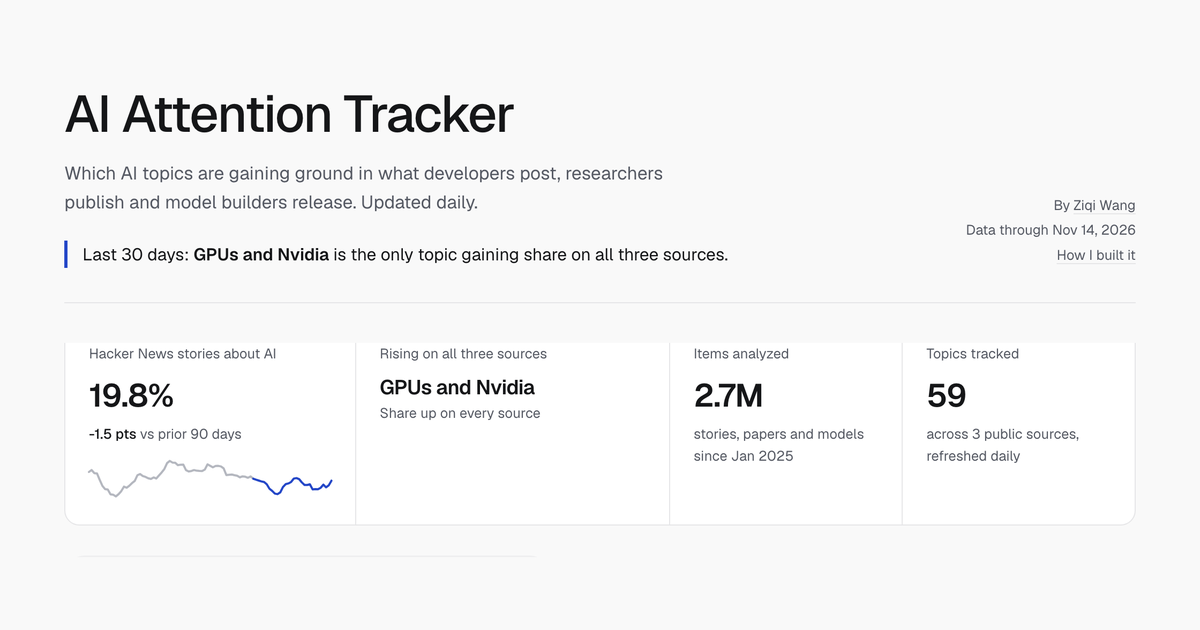 AI Attention Tracker
Which AI topics are gaining ground in what developers post, researchers
publish and model builders release. Updated daily.
Last 30 days: GPUs and Nvidia is the only topic gaining share on all three sources.
By Ziqi Wang
Data through Nov 14, 2026
How I built it
Hacker News stories about AI
19.8%
-1.5 pts vs prior 90 days
Rising on all three sources
GPUs and Nvidia
Share up on every source
Items analyzed
2.7M
stories, papers and models
since Jan 2025
Topics tracked
59
across 3 public sources,
refreshed daily